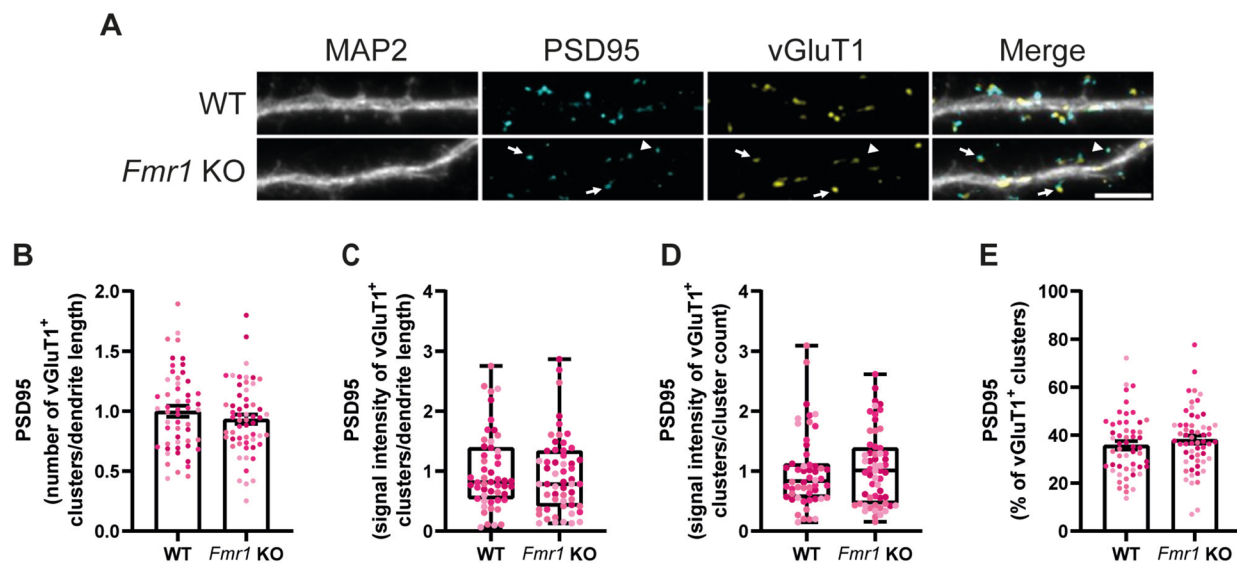 A
MAP2 PSD95 vGluT1 Merge
WT
Fmr1 KO
B
PSD95
(number of vGluT1+
clusters/dendrite length)
2.0
1.5
1.0
0.5
0.0
WT Fmr1 KO
C
PSD95
(signal intensity of vGluT1+
clusters/dendrite length)
4
3
2
1
0
WT Fmr1 KO
D
PSD95
(signal intensity of vGluT1+
clusters/cluster count)
4
3
2
1
0
WT Fmr1 KO
E
PSD95
(% of vGluT1+ clusters)
100
80
60
40
20
0
WT Fmr1 KO